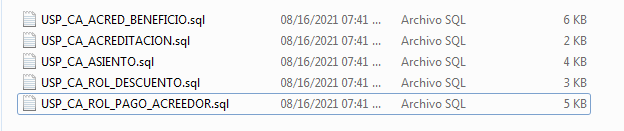 USP_CA_ACRED_BENEFICIO.sql 08/16/2021 07:41 ... Archivo SQL 6 KB
USP_CA_ACREDITACION.sql 08/16/2021 07:41 ... Archivo SQL 2 KB
USP_CA_ASIENTO.sql 08/16/2021 07:41 ... Archivo SQL 4 KB
USP_CA_ROL_DESCUENTO.sql 08/16/2021 07:41 ... Archivo SQL 3 KB
USP_CA_ROL_PAGO_ACREEDOR.sql 08/16/2021 07:41 ... Archivo SQL 5 KB